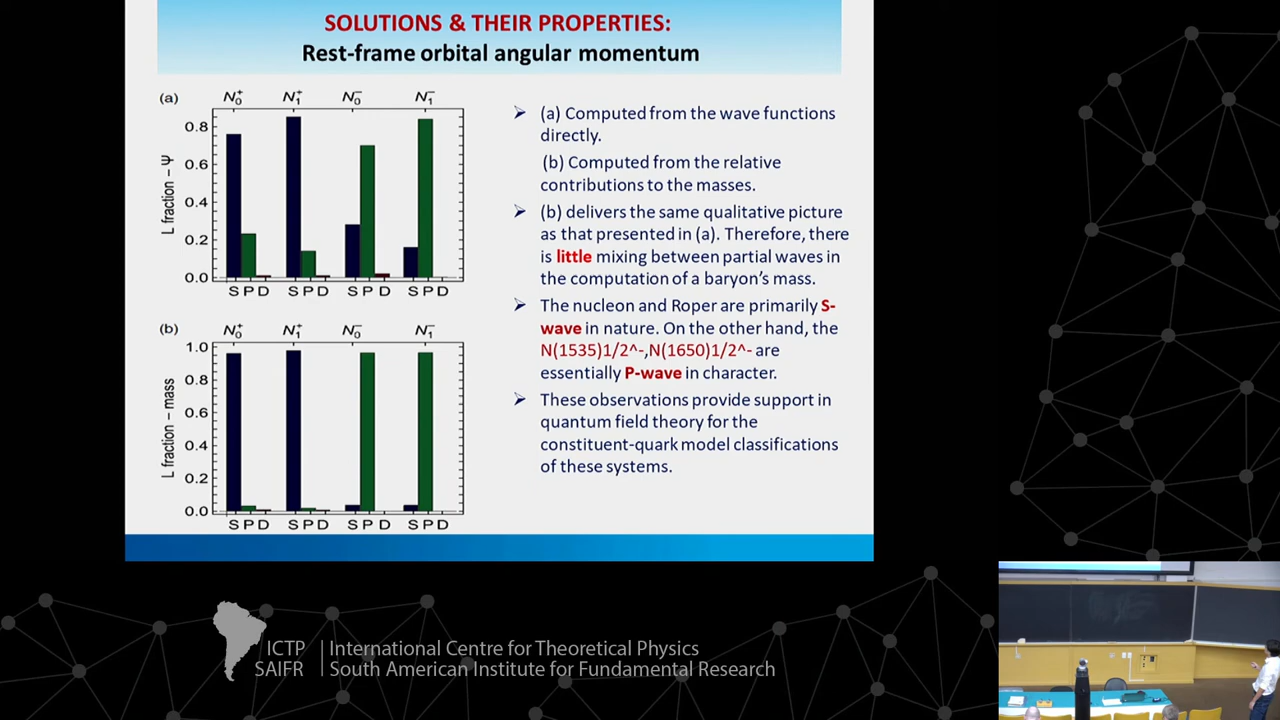 SOLUTIONS & THEIR PROPERTIES:
Rest-frame orbital angular momentum
(a)
N₀⁺ N₁⁺ N₀⁻ N₁⁻
L fraction – Ψ
0.8
0.6
0.4
0.2
0.0
S P D S P D S P D S P D
(b)
N₀⁺ N₁⁺ N₀⁻ N₁⁻
L fraction – mass
1.0
0.8
0.6
0.4
0.2
0.0
S P D S P D S P D S P D
➢ (a) Computed from the wave functions
directly.
(b) Computed from the relative
contributions to the masses.
➢ (b) delivers the same qualitative picture
as that presented in (a). Therefore, there
is little mixing between partial waves in
the computation of a baryon’s mass.
➢ The nucleon and Roper are primarily S-
wave in nature. On the other hand, the
N(1535)1/2^-,N(1650)1/2^- are
essentially P-wave in character.
➢ These observations provide support in
quantum field theory for the
constituent-quark model classifications
of these systems.
ICTP | International Centre for Theoretical Physics
SAIFR | South American Institute for Fundamental Research